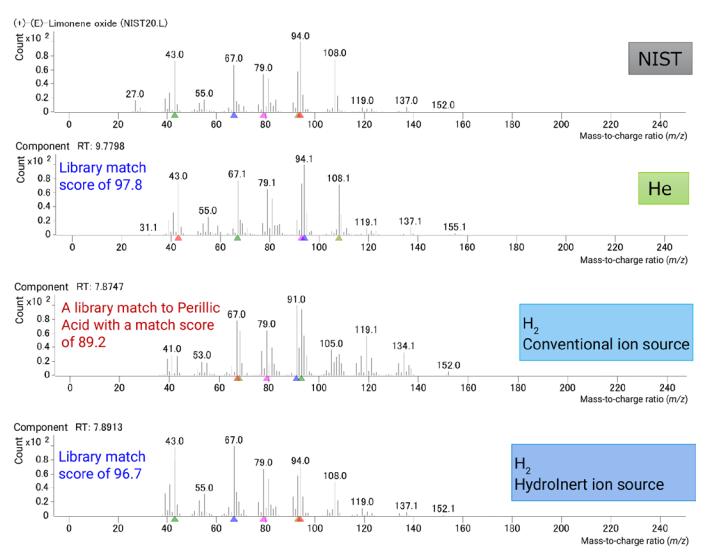 (+)-(E)-Limonene oxide (NIST20.L)
Count
x10 2
0.8
0.6
0.4
0.2
0
27.0
43.0
55.0
67.0
79.0
94.0
108.0
119.0
137.0
152.0
0 20 40 60 80 100 120 140 160 180 200 220 240
Mass-to-charge ratio (m/z)
NIST
Component RT: 9.7798
Count
x10 2
0.8
0.6
0.4
0.2
0
Library match
score of 97.8
31.1
43.0
55.0
67.1
79.1
94.1
108.1
119.1
137.1
155.1
0 20 40 60 80 100 120 140 160 180 200 220 240
Mass-to-charge ratio (m/z)
He
Component RT: 7.8747
Count
x10 2
0.8
0.6
0.4
0.2
0
A library match to Perillic
Acid with a match score
of 89.2
41.0
53.0
67.0
79.0
91.0
105.0
119.1
134.1
152.0
0 20 40 60 80 100 120 140 160 180 200 220 240
Mass-to-charge ratio (m/z)
H2
Conventional ion source
Component RT: 7.8913
Count
x10 2
0.8
0.6
0.4
0.2
0
Library match
score of 96.7
43.0
55.0
67.0
79.0
94.0
108.0
119.0
137.1
152.1
0 20 40 60 80 100 120 140 160 180 200 220 240
Mass-to-charge ratio (m/z)
H2
HydroInert ion source